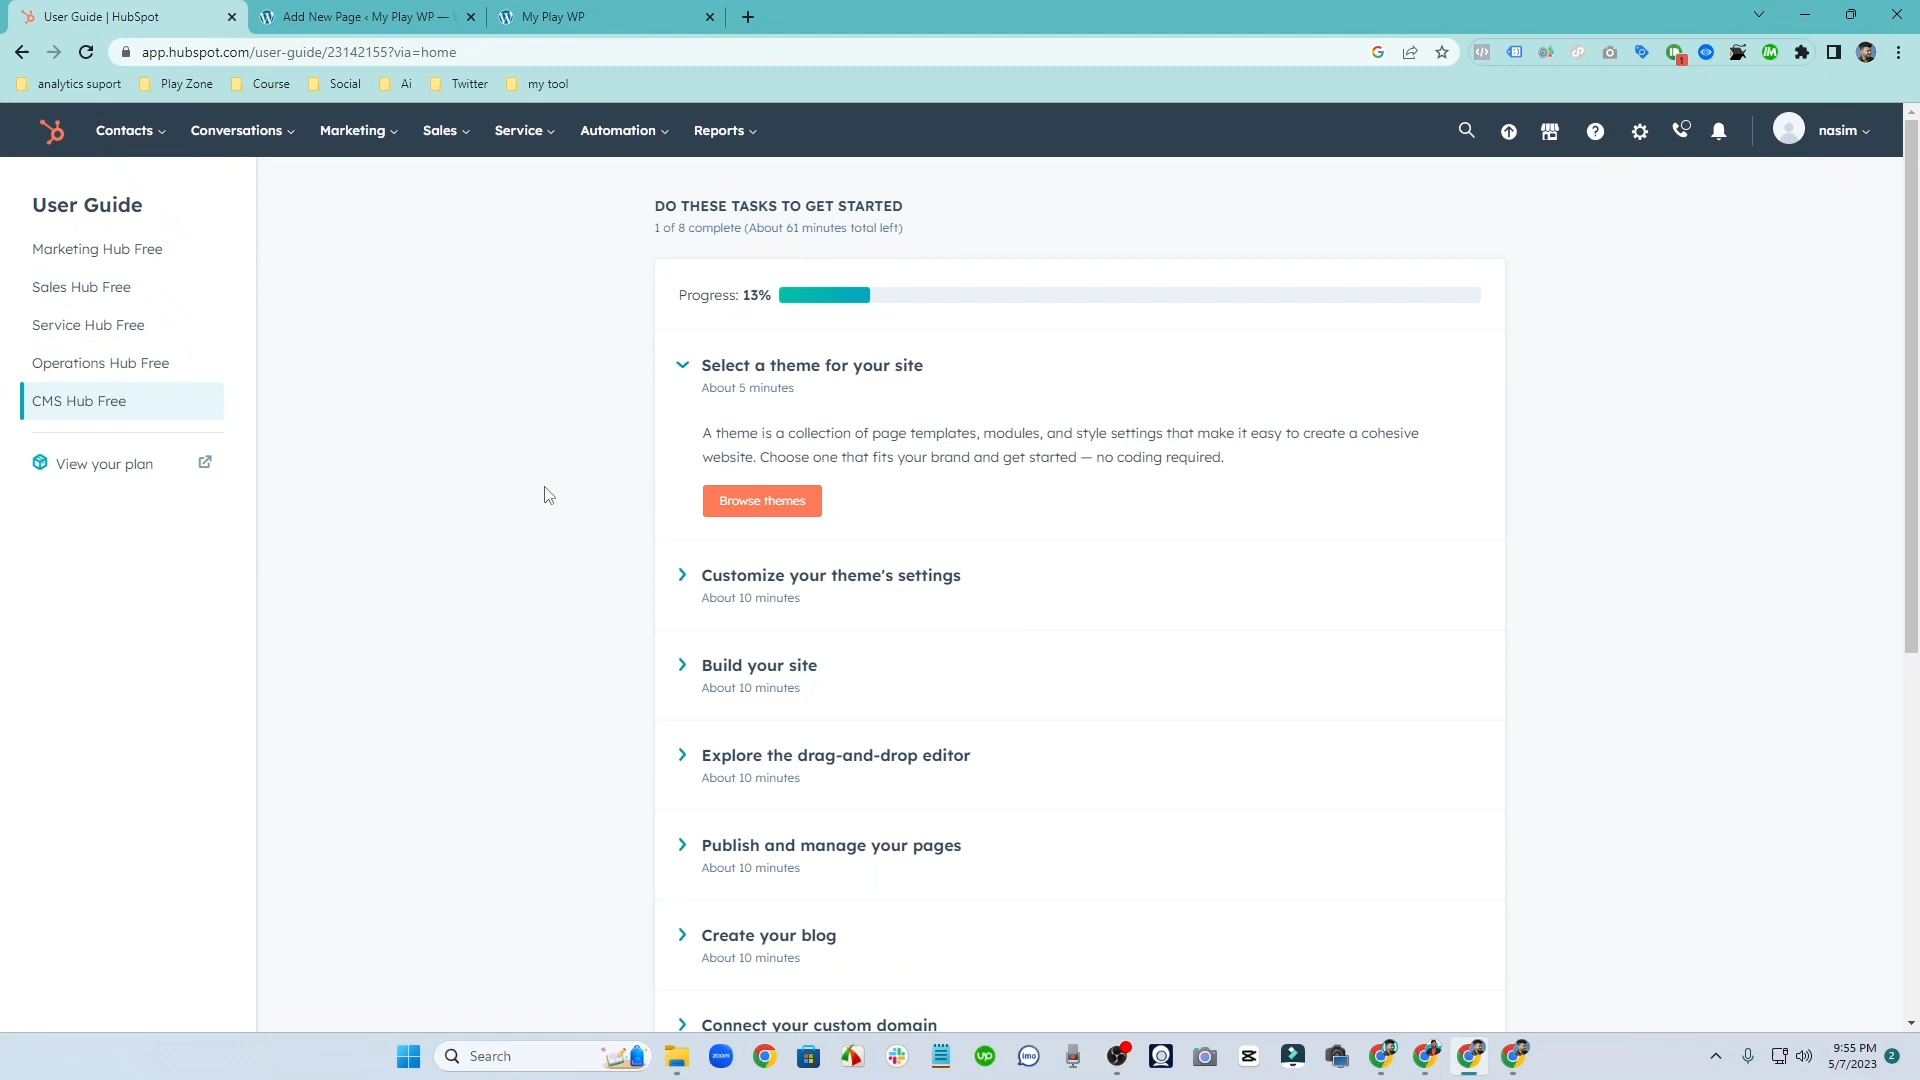 User Guide | HubSpot
Add New Page ‹ My Play WP —
My Play WP
app.hubspot.com/user-guide/23142155?via=home
analytics suport
Play Zone
Course
Social
Ai
Twitter
my tool
Contacts
Conversations
Marketing
Sales
Service
Automation
Reports
nasim
User Guide
Marketing Hub Free
Sales Hub Free
Service Hub Free
Operations Hub Free
CMS Hub Free
View your plan
DO THESE TASKS TO GET STARTED
1 of 8 complete (About 61 minutes total left)
Progress: 13%
Select a theme for your site
About 5 minutes
A theme is a collection of page templates, modules, and style settings that make it easy to create a cohesive
website. Choose one that fits your brand and get started — no coding required.
Browse themes
Customize your theme's settings
About 10 minutes
Build your site
About 10 minutes
Explore the drag-and-drop editor
About 10 minutes
Publish and manage your pages
About 10 minutes
Create your blog
About 10 minutes
Connect your custom domain
Search
zoom
up
imo
9:55 PM
5/7/2023
2